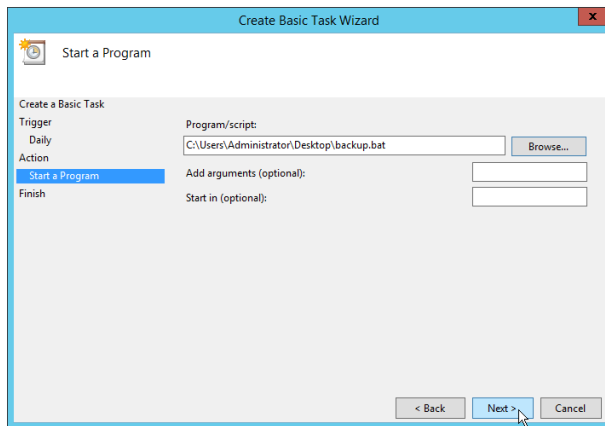 Create Basic Task Wizard
x
Start a Program
Create a Basic Task
Trigger
Daily
Action
Start a Program
Finish
Program/script:
C:\Users\Administrator\Desktop\backup.bat
Browse...
Add arguments (optional):
Start in (optional):
< Back
Next >
Cancel